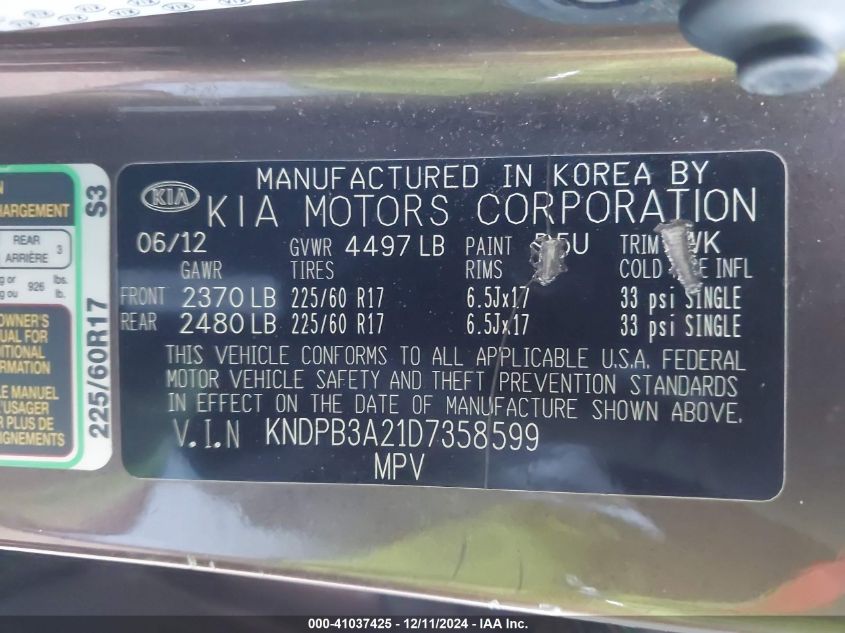 KIA
MANUFACTURED IN KOREA BY
KIA MOTORS CORPORATION
06/12 GVWR 4497 LB PAINT TRIM
GAWR TIRES RIMS COLD INFL
FRONT 2370 LB 225/60 R17 6.5Jx17 33 psi SINGLE
REAR 2480 LB 225/60 R17 6.5Jx17 33 psi SINGLE
THIS VEHICLE CONFORMS TO ALL APPLICABLE U.S.A. FEDERAL
MOTOR VEHICLE SAFETY AND THEFT PREVENTION STANDARDS
IN EFFECT ON THE DATE OF MANUFACTURE SHOWN ABOVE.
V.I.N KNDPB3A21D7358599
MPV
REAR
ARRIÈRE 3
ou 926 lbs.
lb.
OWNER'S
FOR
MANUEL
USAGER
225/60R17 S3
000-41037425 - 12/11/2024 - IAA Inc.